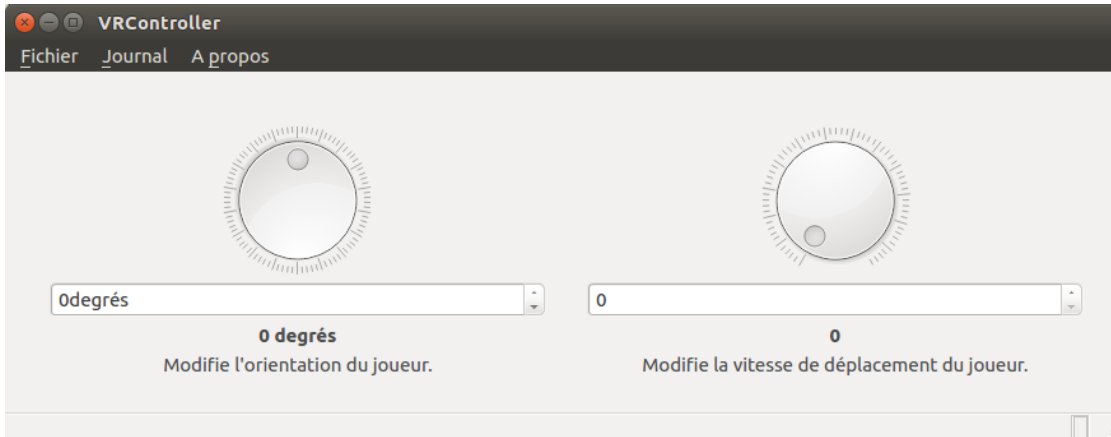 VRController
Fichier Journal A propos
0degrés
0
0 degrés
0
Modifie l'orientation du joueur.
Modifie la vitesse de déplacement du joueur.